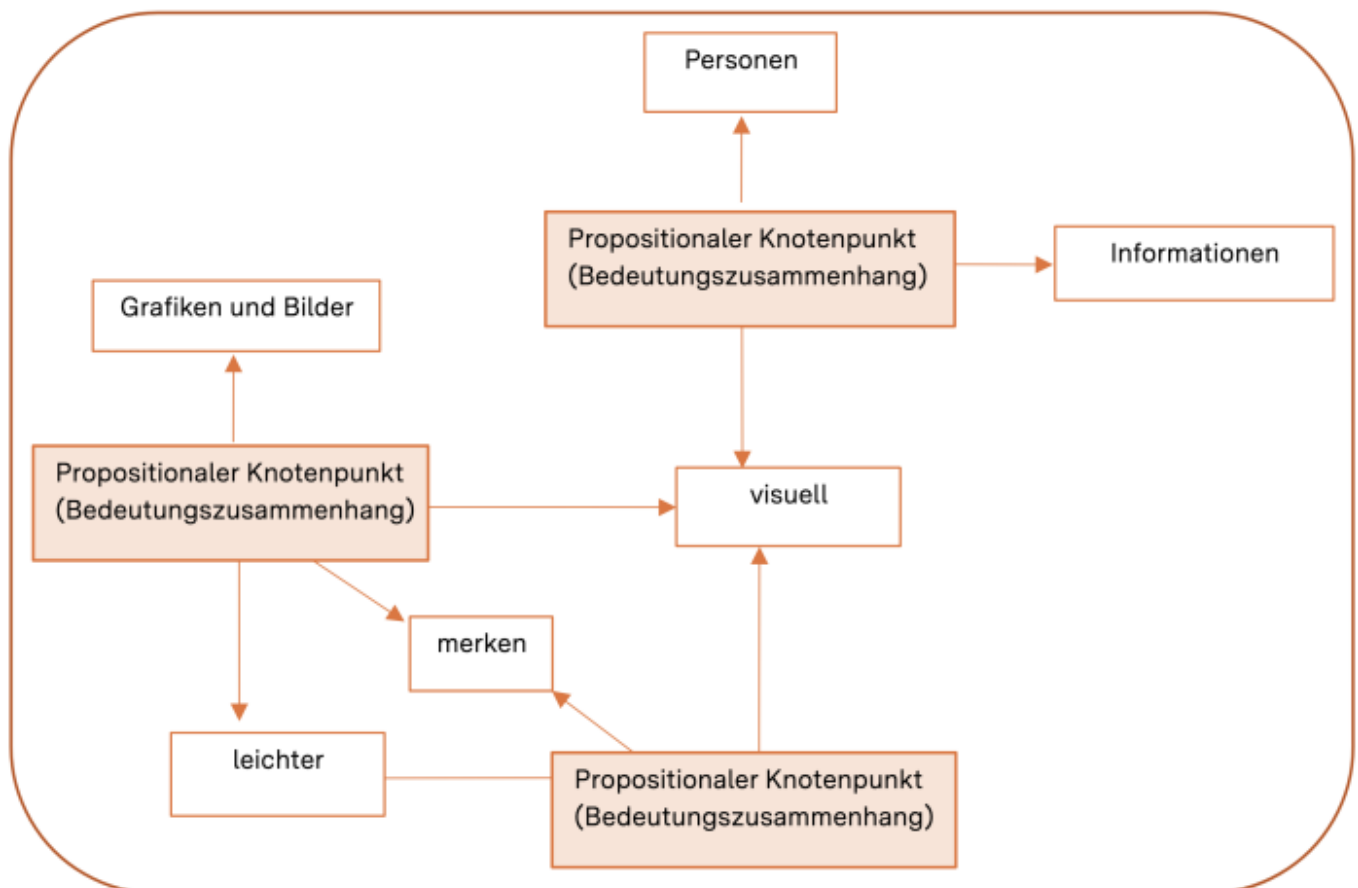 Personen
Propositionaler Knotenpunkt
(Bedeutungszusammenhang)
Informationen
Grafiken und Bilder
Propositionaler Knotenpunkt
(Bedeutungszusammenhang)
visuell
merken
leichter
Propositionaler Knotenpunkt
(Bedeutungszusammenhang)